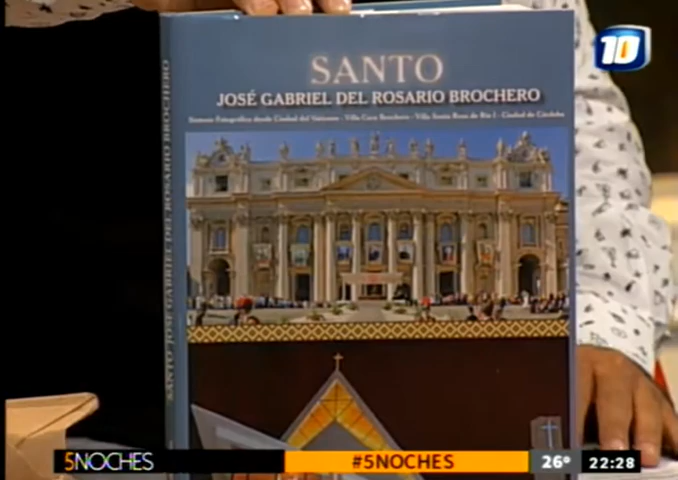 10
SANTO
JOSÉ GABRIEL DEL ROSARIO BROCHERO
Síntesis Fotográfica desde Ciudad del Vaticano - Villa Cura Brochero - Villa Santa Rosa de Río I - Ciudad de Córdoba
SANTO JOSÉ GABRIEL DEL ROSARIO BROCHERO
5NOCHES
#5NOCHES
26º
22:28